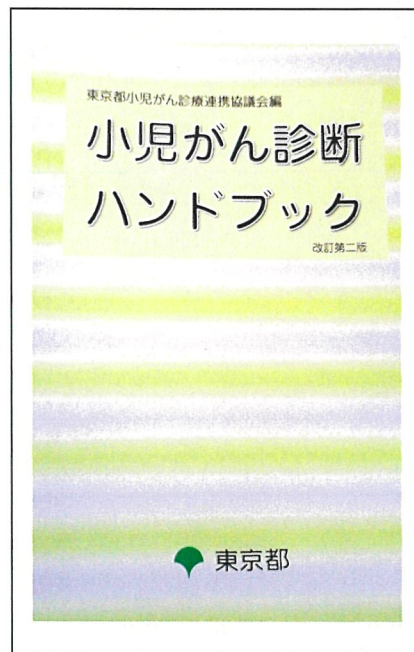 東京都小児がん診療連携協議会編
小児がん診断
ハンドブック
改訂第二版
東京都